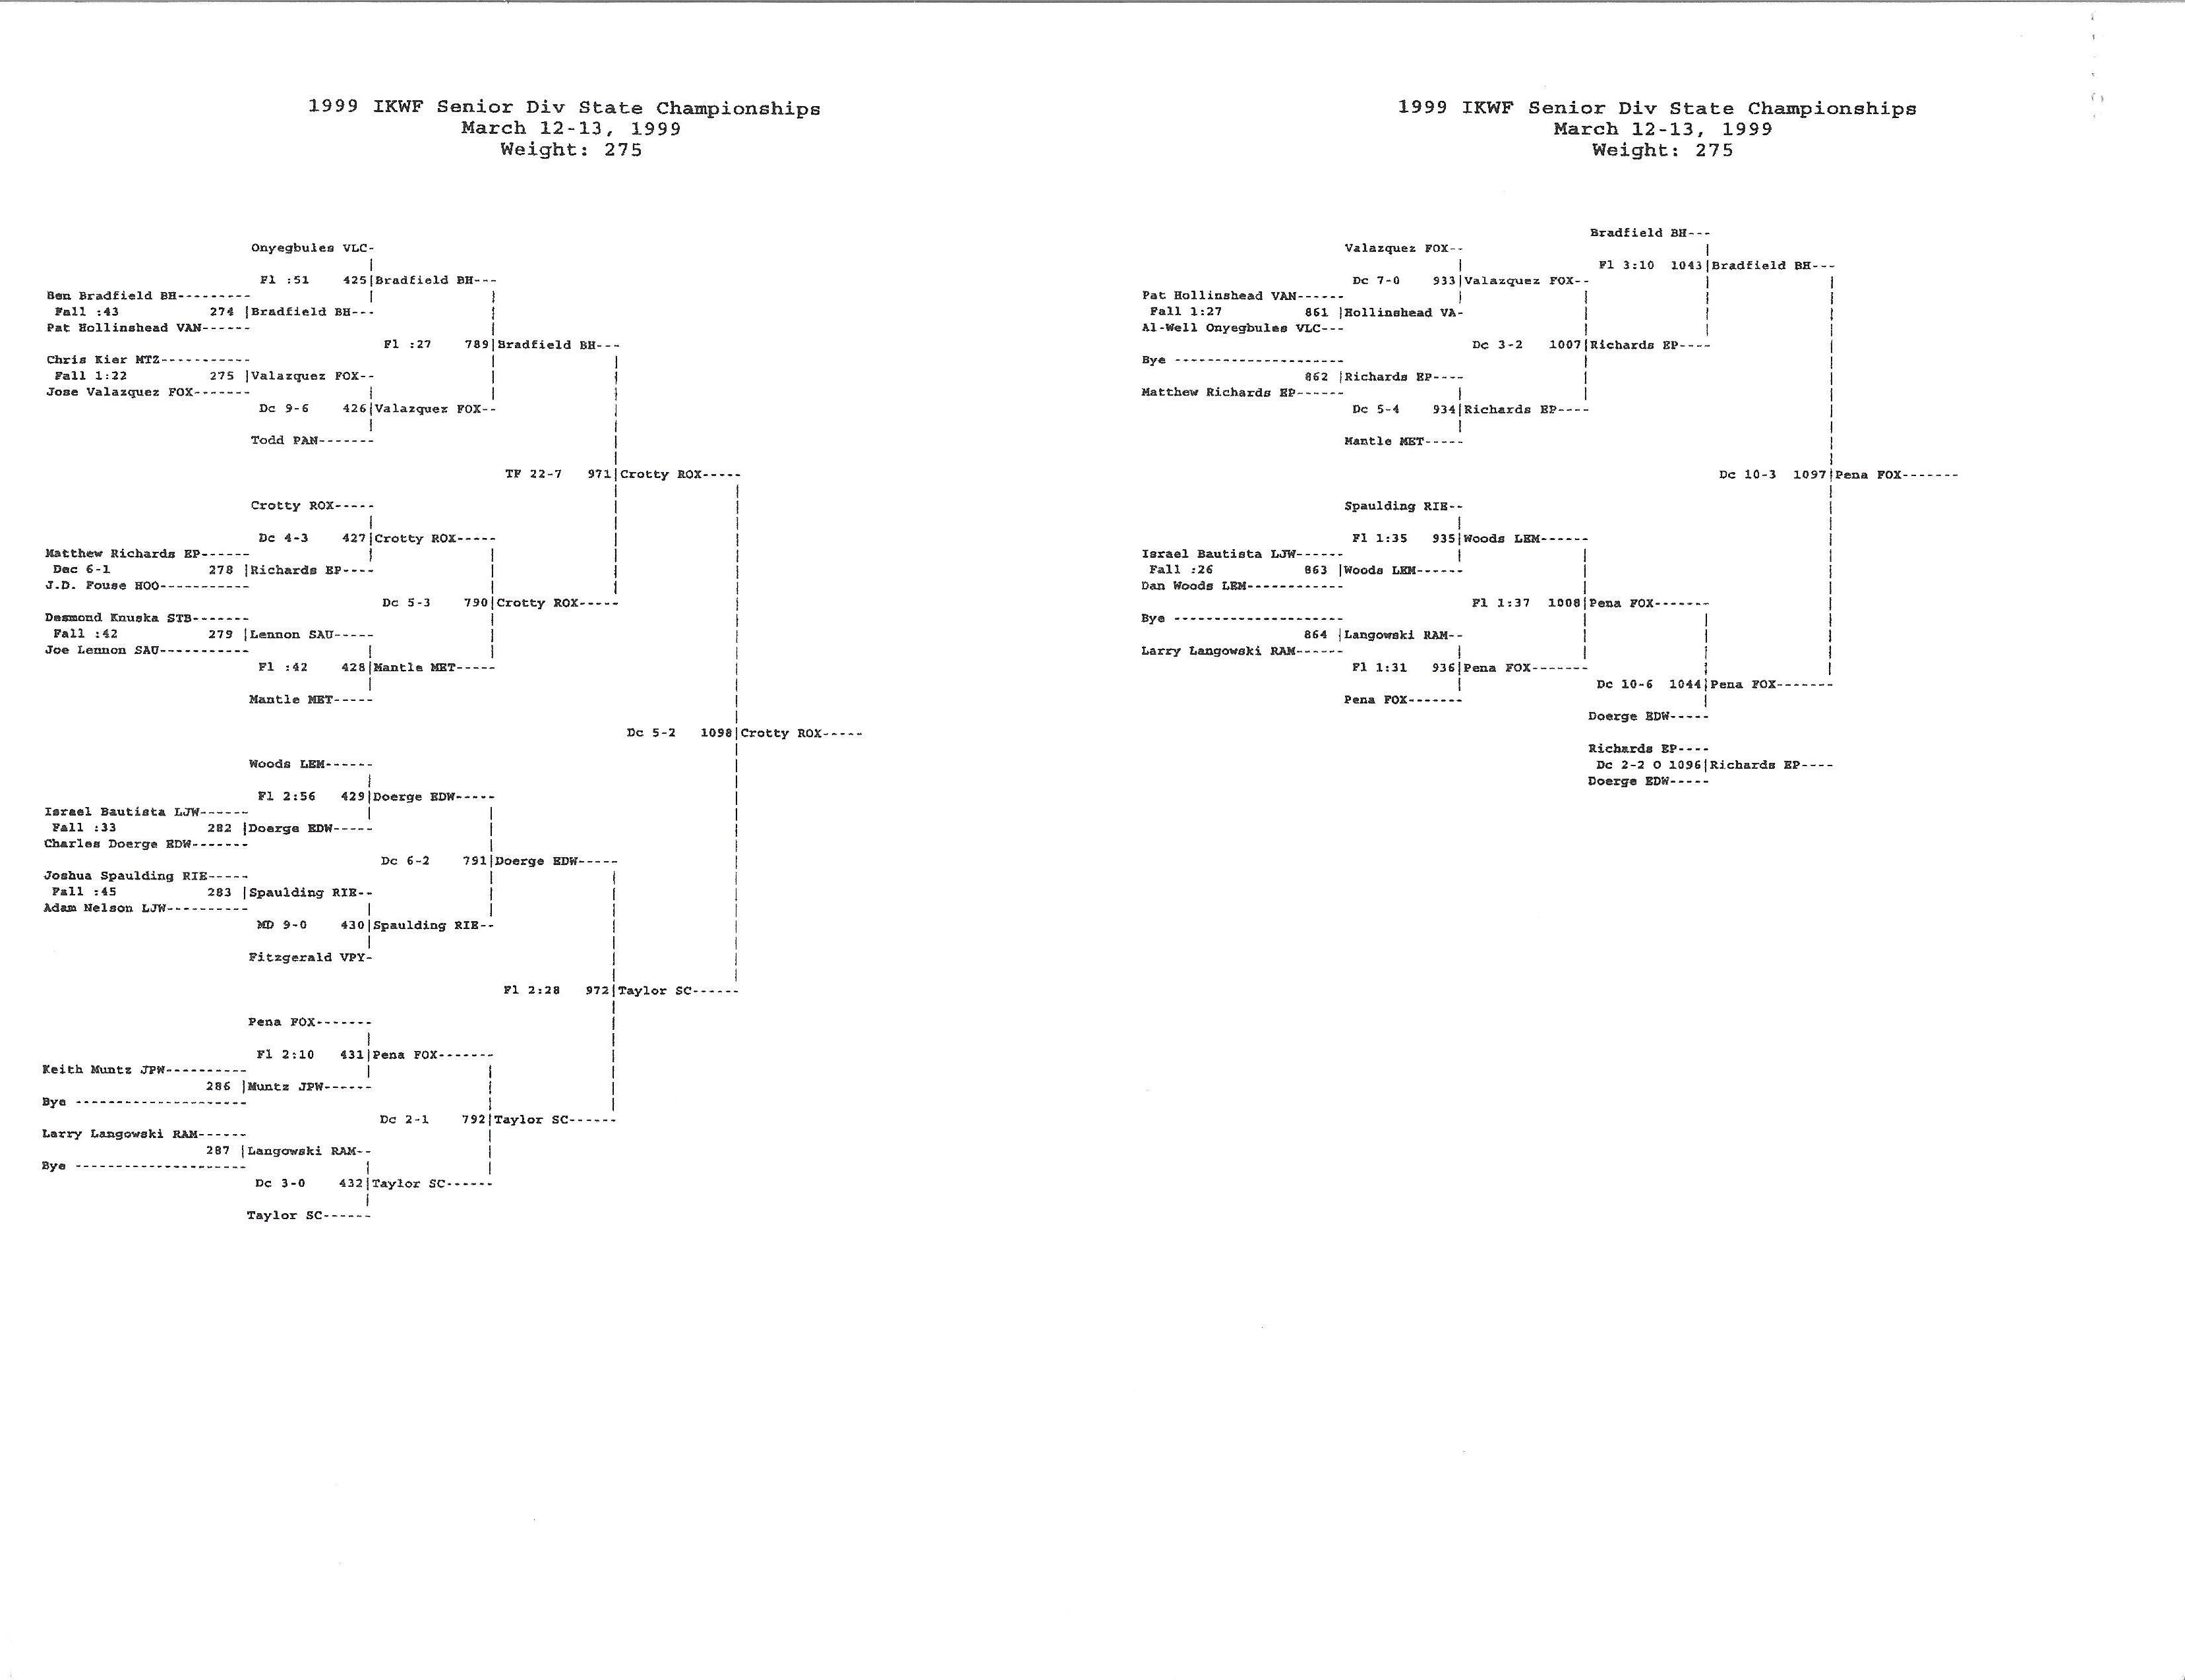 1999 IKWF Senior Div State Championships
March 12-13, 1999
Weight: 275
Onyegbules VLC-
Fl :51 425|Bradfield BH---
Ben Bradfield BH---------
Fall :43 274 |Bradfield BH---
Pat Hollinshead VAN------
Fl :27 789|Bradfield BH---
Chris Kier MTZ-----------
Fall 1:22 275 |Valazquez FOX--
Jose Valazquez FOX-------
Dc 9-6 426|Valazquez FOX--
Todd PAN-------
TF 22-7 971|Crotty ROX-----
Crotty ROX-----
Dc 4-3 427|Crotty ROX-----
Matthew Richards EP------
Dec 6-1 278 |Richards EP----
J.D. Fouse HOO-----------
Dc 5-3 790|Crotty ROX-----
Desmond Knuska STB-------
Fall :42 279 |Lennon SAU-----
Joe Lennon SAU-----------
Fl :42 428|Mantle MET-----
Mantle MET-----
Dc 5-2 1098|Crotty ROX-----
Woods LEM------
Fl 2:56 429|Doerge EDW-----
Israel Bautista LJW------
Fall :33 282 |Doerge EDW-----
Charles Doerge EDW-------
Dc 6-2 791|Doerge EDW-----
Joshua Spaulding RIE-----
Fall :45 283 |Spaulding RIE--
Adam Nelson LJW----------
MD 9-0 430|Spaulding RIE--
Fitzgerald VPY-
Fl 2:28 972|Taylor SC------
Pena FOX-------
Fl 2:10 431|Pena FOX-------
Keith Muntz JPW----------
286 |Muntz JPW------
Bye ---------------------
Dc 2-1 792|Taylor SC------
Larry Langowski RAM------
287 |Langowski RAM--
Bye ---------------------
Dc 3-0 432|Taylor SC------
Taylor SC------
1999 IKWF Senior Div State Championships
March 12-13, 1999
Weight: 275
Bradfield BH---
Valazquez FOX--
Fl 3:10 1043|Bradfield BH---
Dc 7-0 933|Valazquez FOX--
Pat Hollinshead VAN------
Fall 1:27 861 |Hollinshead VA-
Al-Well Onyegbules VLC---
Dc 3-2 1007|Richards EP----
Bye ---------------------
862 |Richards EP----
Matthew Richards EP------
Dc 5-4 934|Richards EP----
Mantle MET-----
Dc 10-3 1097|Pena FOX-------
Spaulding RIE--
Fl 1:35 935|Woods LEM------
Israel Bautista LJW------
Fall :26 863 |Woods LEM------
Dan Woods LEM------------
Fl 1:37 1008|Pena FOX-------
Bye ---------------------
864 |Langowski RAM--
Larry Langowski RAM------
Fl 1:31 936|Pena FOX-------
Dc 10-6 1044|Pena FOX-------
Pena FOX-------
Doerge EDW-----
Richards EP----
Dc 2-2 O 1096|Richards EP----
Doerge EDW-----